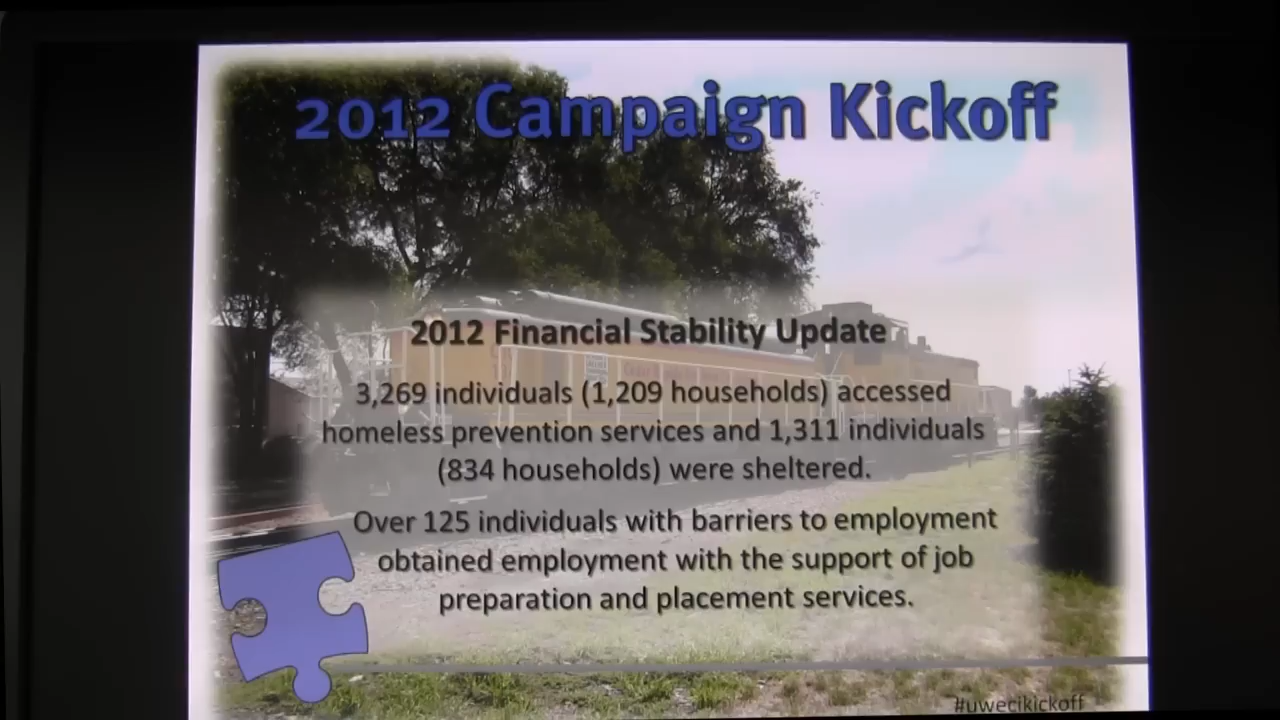 2012 Campaign Kickoff
2012 Financial Stability Update
3,269 individuals (1,209 households) accessed
homeless prevention services and 1,311 individuals
(834 households) were sheltered.
Over 125 individuals with barriers to employment
obtained employment with the support of job
preparation and placement services.
#uwecikickoff